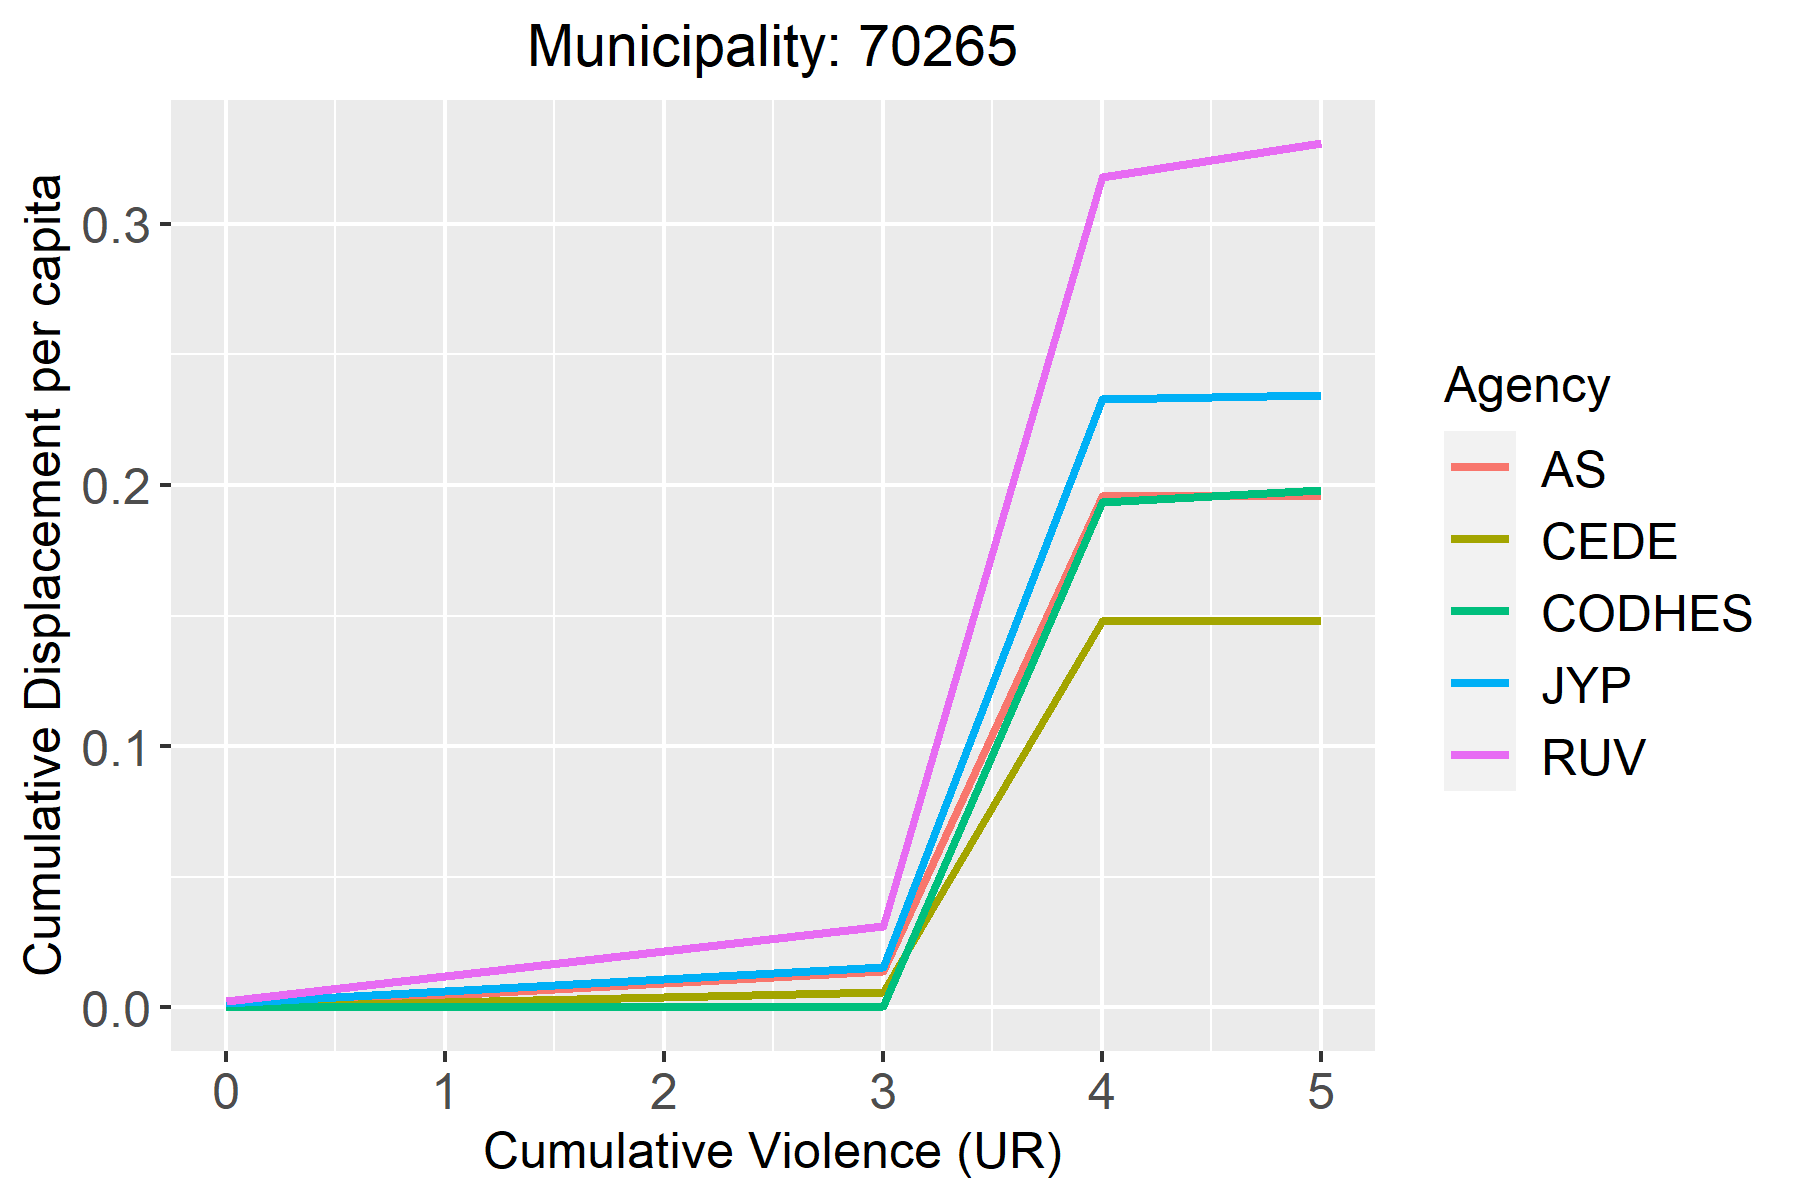 Municipality: 70265
Cumulative Displacement per capita
0.3
0.2
0.1
0.0
0 1 2 3 4 5
Cumulative Violence (UR)
Agency
AS
CEDE
CODHES
JYP
RUV